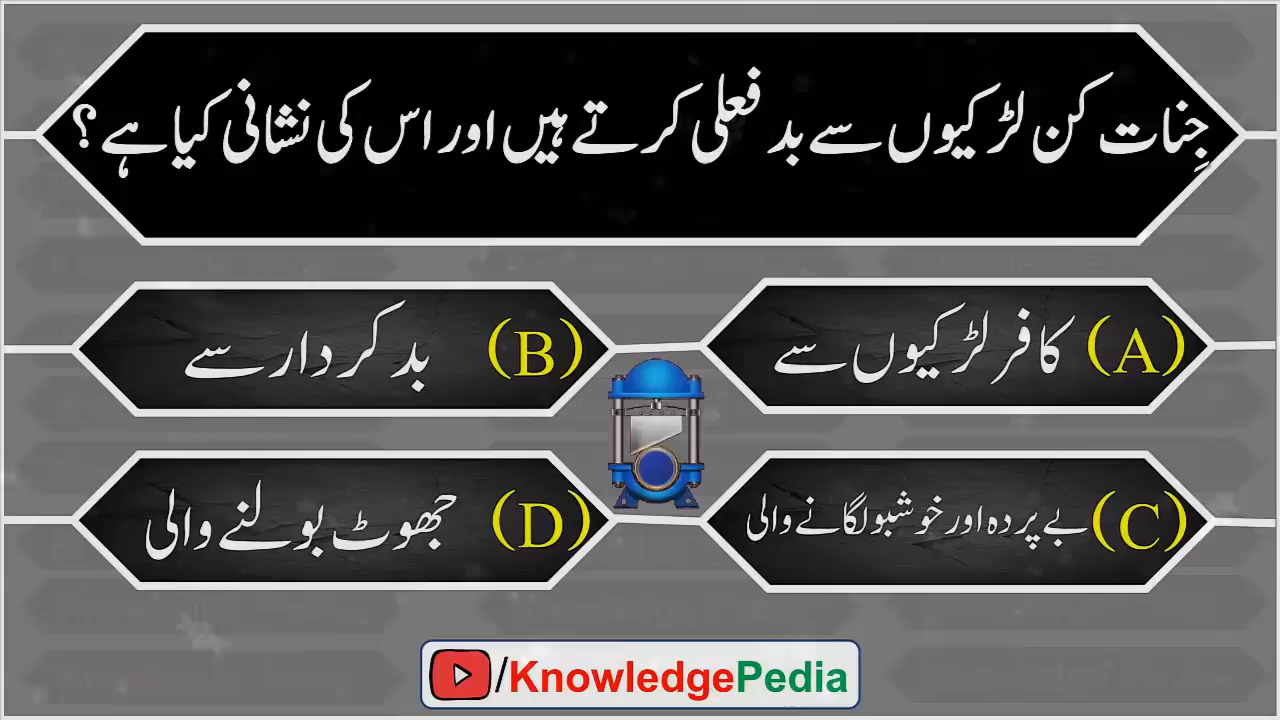 جِنات کن لڑکیوں سے بد فعلی کرتے ہیں اور اس کی نشانی کیا ہے؟
(A) کافر لڑکیوں سے
(B) بد کردار سے
(C) بے پردہ اور خوشبو لگانے والی
(D) جھوٹ بولنے والی
/KnowledgePedia